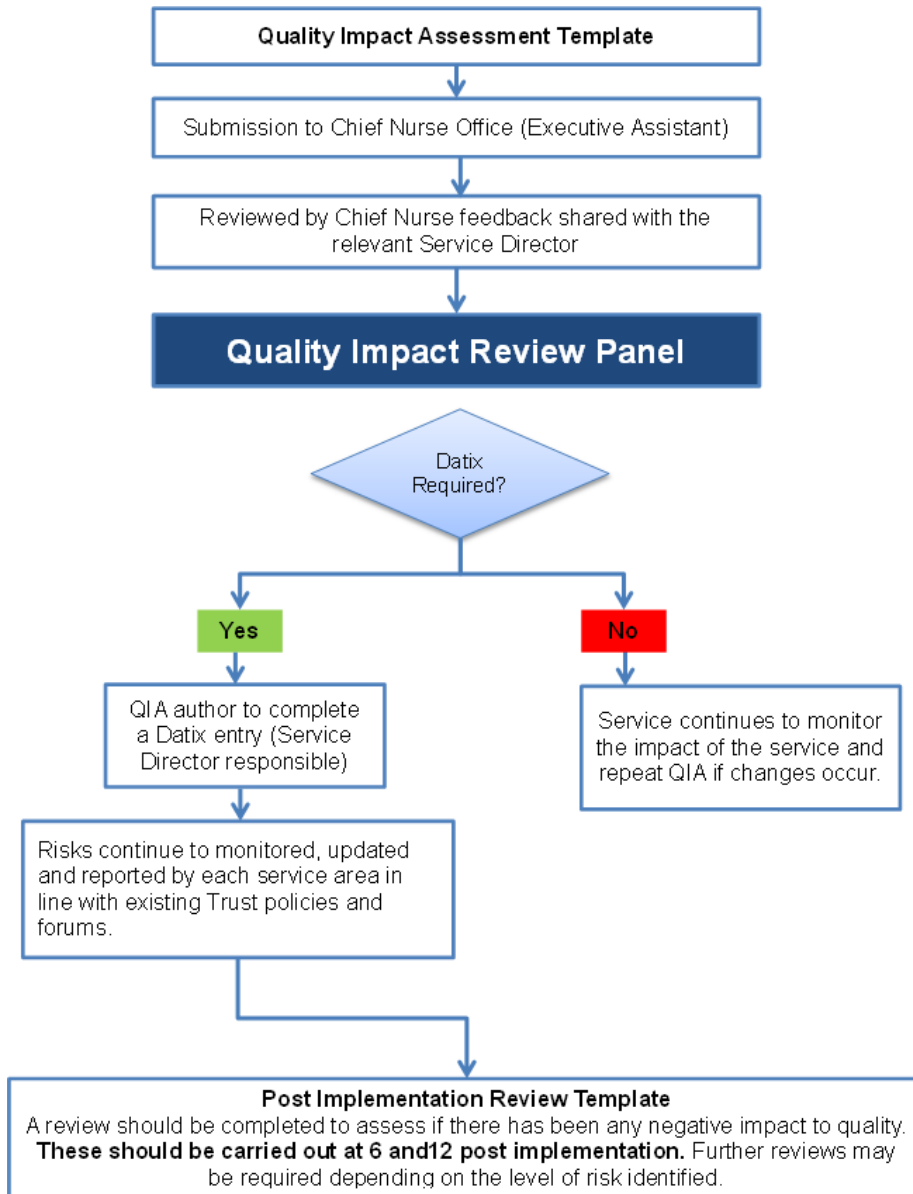 Quality Impact Assessment Template
Submission to Chief Nurse Office (Executive Assistant)
Reviewed by Chief Nurse feedback shared with the
relevant Service Director
Quality Impact Review Panel
Datix
Required?
Yes
No
QIA author to complete
a Datix entry (Service
Director responsible)
Service continues to monitor
the impact of the service and
repeat QIA if changes occur.
Risks continue to monitored, updated
and reported by each service area in
line with existing Trust policies and
forums.
Post Implementation Review Template
A review should be completed to assess if there has been any negative impact to quality.
These should be carried out at 6 and12 post implementation. Further reviews may
be required depending on the level of risk identified.